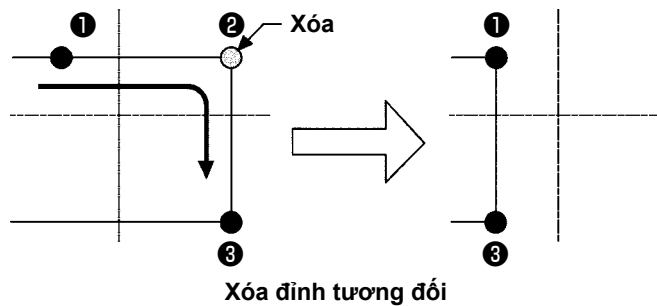 ❶ ❷ Xóa ❶
❸ ❸
Xóa đỉnh tương đối